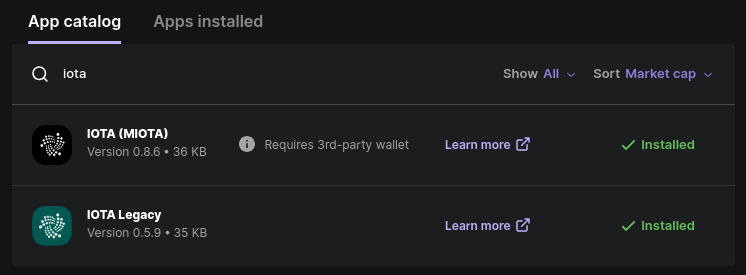 App catalog Apps installed
iota Show All Sort Market cap
IOTA (MIOTA)
Version 0.8.6 • 36 KB
Requires 3rd-party wallet Learn more Installed
IOTA Legacy
Version 0.5.9 • 35 KB
Learn more Installed